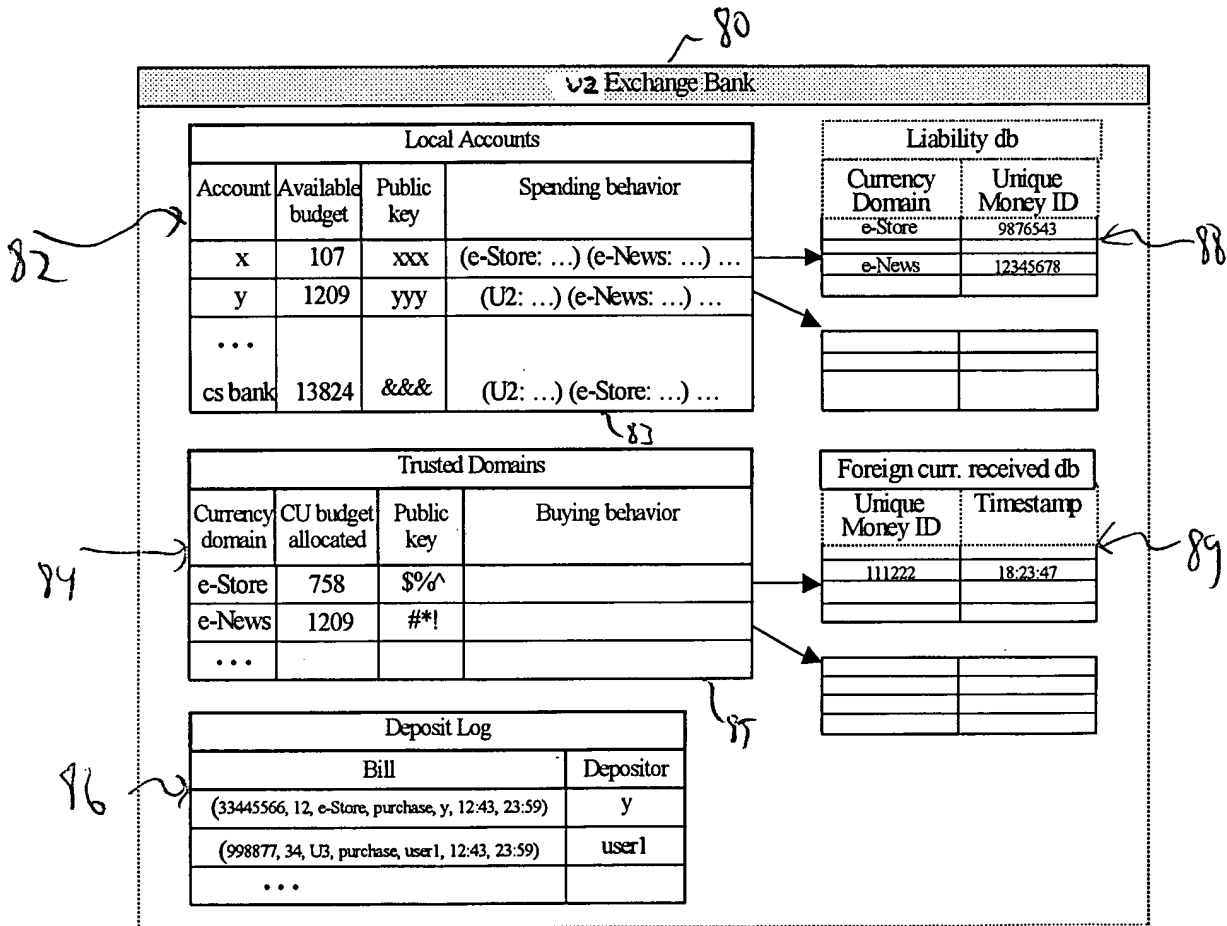 80
U2 Exchange Bank
Local Accounts
Account Available budget Public key Spending behavior
x 107 xxx (e-Store: ...) (e-News: ...) ...
y 1209 yyy (U2: ...) (e-News: ...) ...
...
cs bank 13824 &&& (U2: ...) (e-Store: ...) ...
82
83
Liability db
Currency Domain Unique Money ID
e-Store 9876543
e-News 12345678
88
Trusted Domains
Currency domain CU budget allocated Public key Buying behavior
e-Store 758 $%^
e-News 1209 #*!
...
84
85
Foreign curr. received db
Unique Money ID Timestamp
111222 18:23:47
89
Deposit Log
Bill Depositor
(33445566, 12, e-Store, purchase, y, 12:43, 23:59) y
(998877, 34, U3, purchase, user1, 12:43, 23:59) user1
...
86